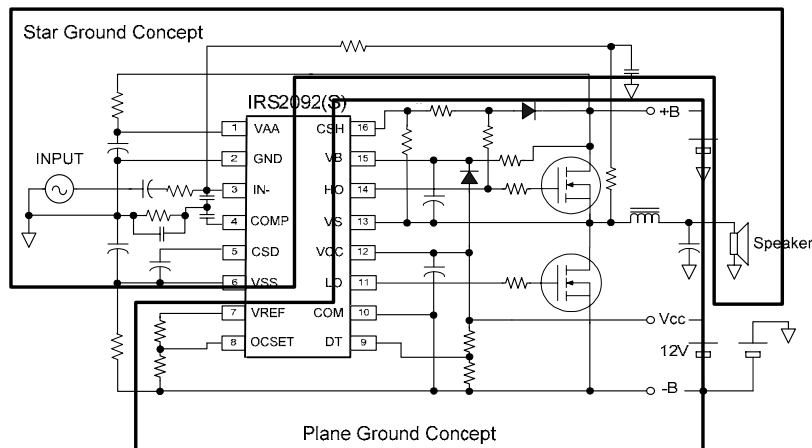 Star Ground Concept
IRS2092(S)
1 VAA CSH 16
2 GND VB 15
3 IN- HO 14
4 COMP VS 13
5 CSD VCC 12
6 VSS LO 11
7 VREF COM 10
8 OCSET DT 9
INPUT
+B
Speaker
Vcc
12V
-B
Plane Ground Concept